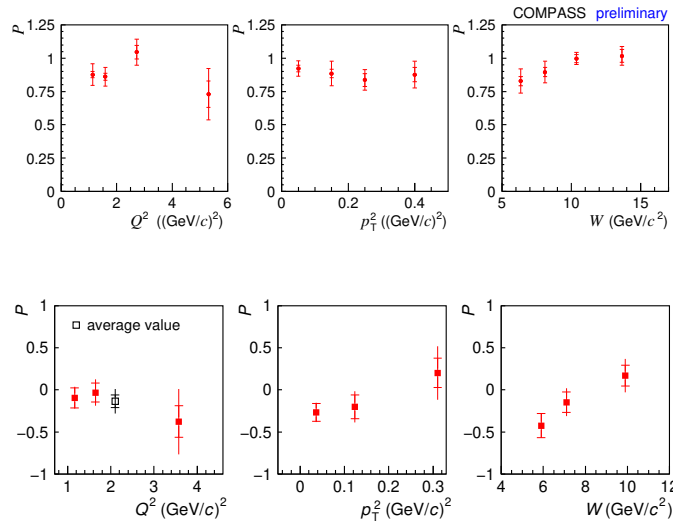 COMPASS preliminary
P P P
1.25 1.25 1.25
1 1 1
0.75 0.75 0.75
0.5 0.5 0.5
0.25 0.25 0.25
0 0 0
0 2 4 6 0 0.2 0.4 5 10 15
Q² ((GeV/c)²) p_T² ((GeV/c)²) W (GeV/c²)
P P P
1 1 1
□ average value
0.5 0.5 0.5
0 0 0
−0.5 −0.5 −0.5
−1 −1 −1
1 2 3 4 0 0.1 0.2 0.3 4 6 8 10 12
Q² (GeV/c)² p_T² (GeV/c)² W (GeV/c²)